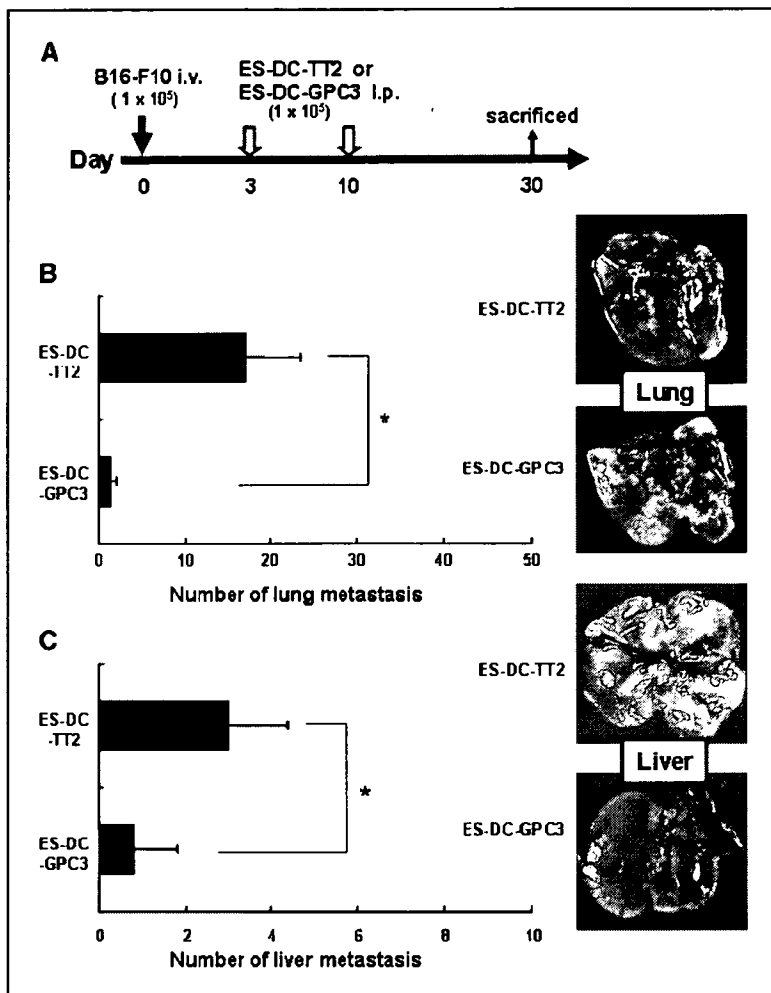 A
B16-F10 i.v.
( 1 x 10⁵)
ES-DC-TT2 or
ES-DC-GPC3 i.p.
(1 x 10⁵)
sacrificed
Day
0
3
10
30
B
ES-DC
-TT2
ES-DC
-GPC3
*
0
10
20
30
40
50
Number of lung metastasis
ES-DC-TT2
Lung
ES-DC-GPC3
C
ES-DC
-TT2
ES-DC
-GPC3
*
0
2
4
6
8
10
Number of liver metastasis
ES-DC-TT2
Liver
ES-DC-GPC3